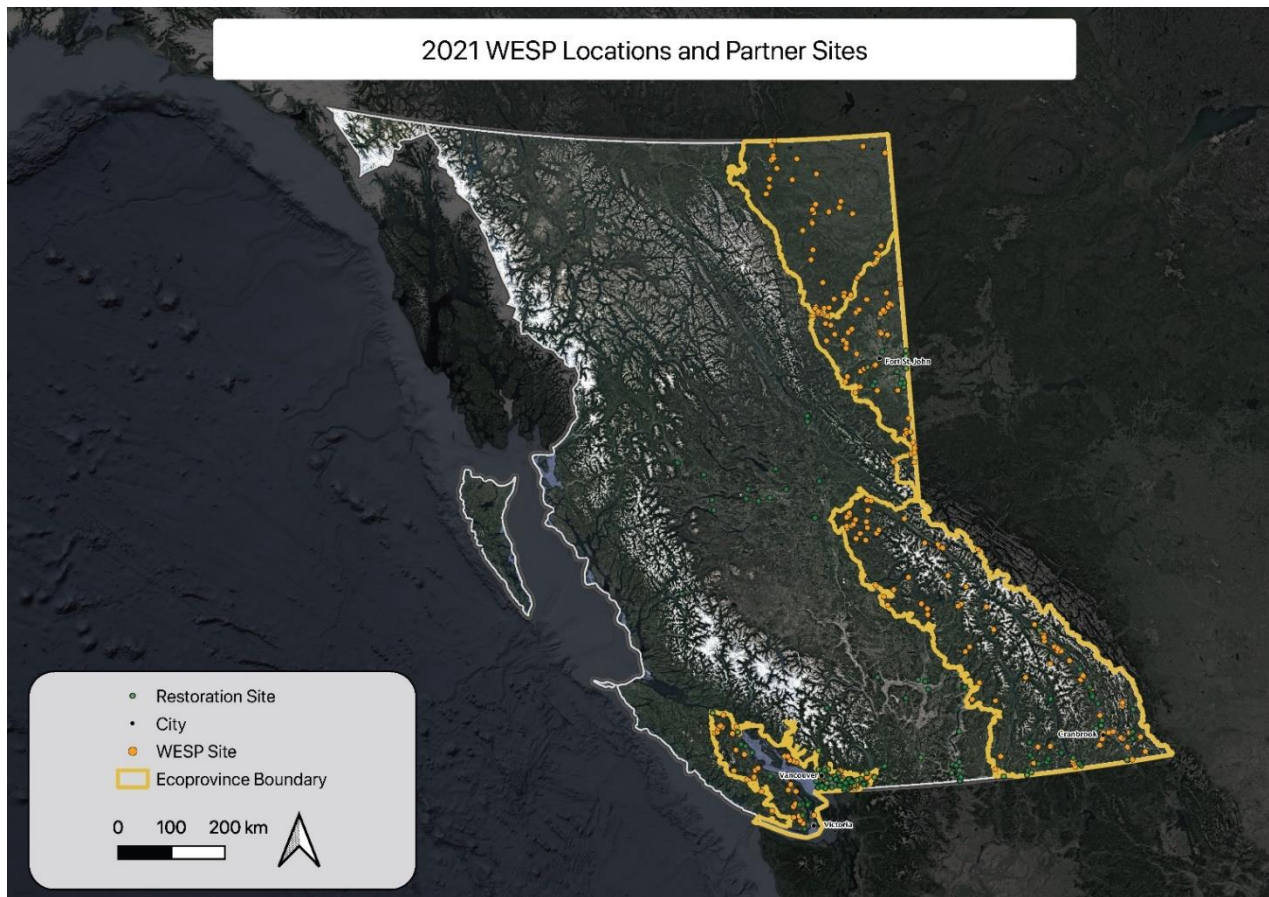 2021 WESP Locations and Partner Sites
Fort St. John
Cranbrook
Vancouver
Victoria
Restoration Site
City
WESP Site
Ecoprovince Boundary
0 100 200 km